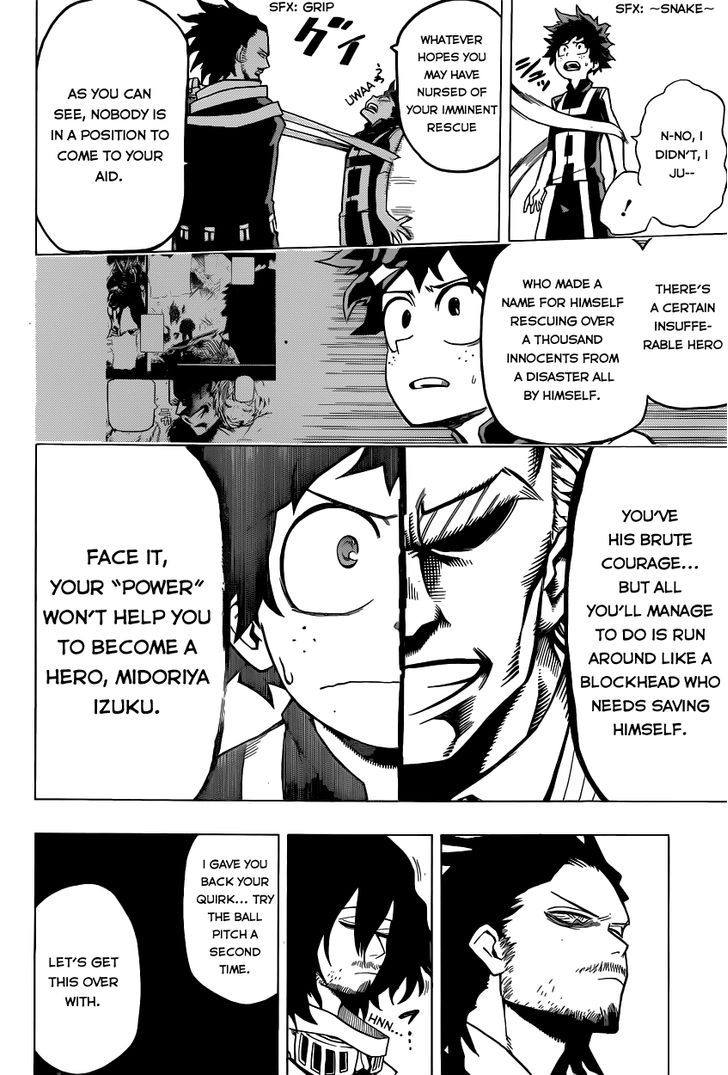 SFX: ~SNAKE~
N-NO, I
DIDN'T, I
JU--
!
SFX: GRIP
グイ
WHATEVER
HOPES YOU
MAY HAVE
NURSED OF
YOUR IMMINENT
RESCUE
UWAA
AS YOU CAN
SEE, NOBODY IS
IN A POSITION TO
COME TO YOUR
AID.
THERE'S
A CERTAIN
INSUFFE-
RABLE HERO
WHO MADE A
NAME FOR HIMSELF
RESCUING OVER
A THOUSAND
INNOCENTS FROM
A DISASTER ALL
BY HIMSELF.
YOU'VE
HIS BRUTE
COURAGE...
BUT ALL
YOU'LL MANAGE
TO DO IS RUN
AROUND LIKE A
BLOCKHEAD WHO
NEEDS SAVING
HIMSELF.
FACE IT,
YOUR "POWER"
WON'T HELP YOU
TO BECOME A
HERO, MIDORIYA
IZUKU.
HNN...
I GAVE YOU
BACK YOUR
QUIRK... TRY
THE BALL
PITCH A
SECOND
TIME.
LET'S GET
THIS OVER
WITH.